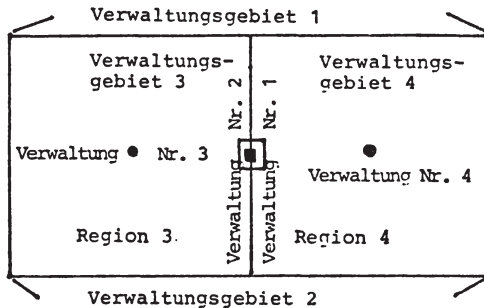 Verwaltungsgebiet 1
Verwaltungs-
gebiet 3
Verwaltungs-
gebiet 4
Verwaltung Nr. 2
Verwaltung Nr. 1
Verwaltung Nr. 3
Verwaltung Nr. 4
Region 3.
Region 4
Verwaltungsgebiet 2